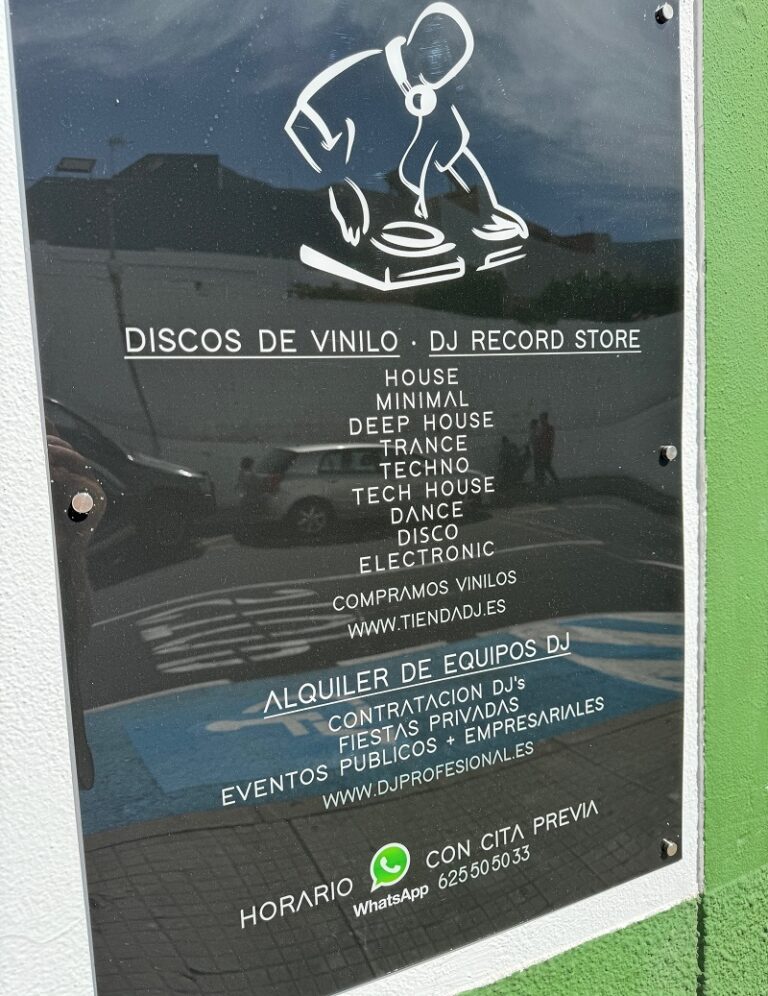 DISCOS DE VINILO · DJ RECORD STORE
HOUSE
MINIMAL
DEEP HOUSE
TRANCE
TECHNO
TECH HOUSE
DANCE
DISCO
ELECTRONIC
COMPRAMOS VINILOS
WWW.TIENDADJ.ES
ALQUILER DE EQUIPOS DJ
CONTRATACION DJ's
FIESTAS PRIVADAS
EVENTOS PUBLICOS + EMPRESARIALES
WWW.DJPROFESIONAL.ES
HORARIO WhatsApp CON CITA PREVIA
625505033